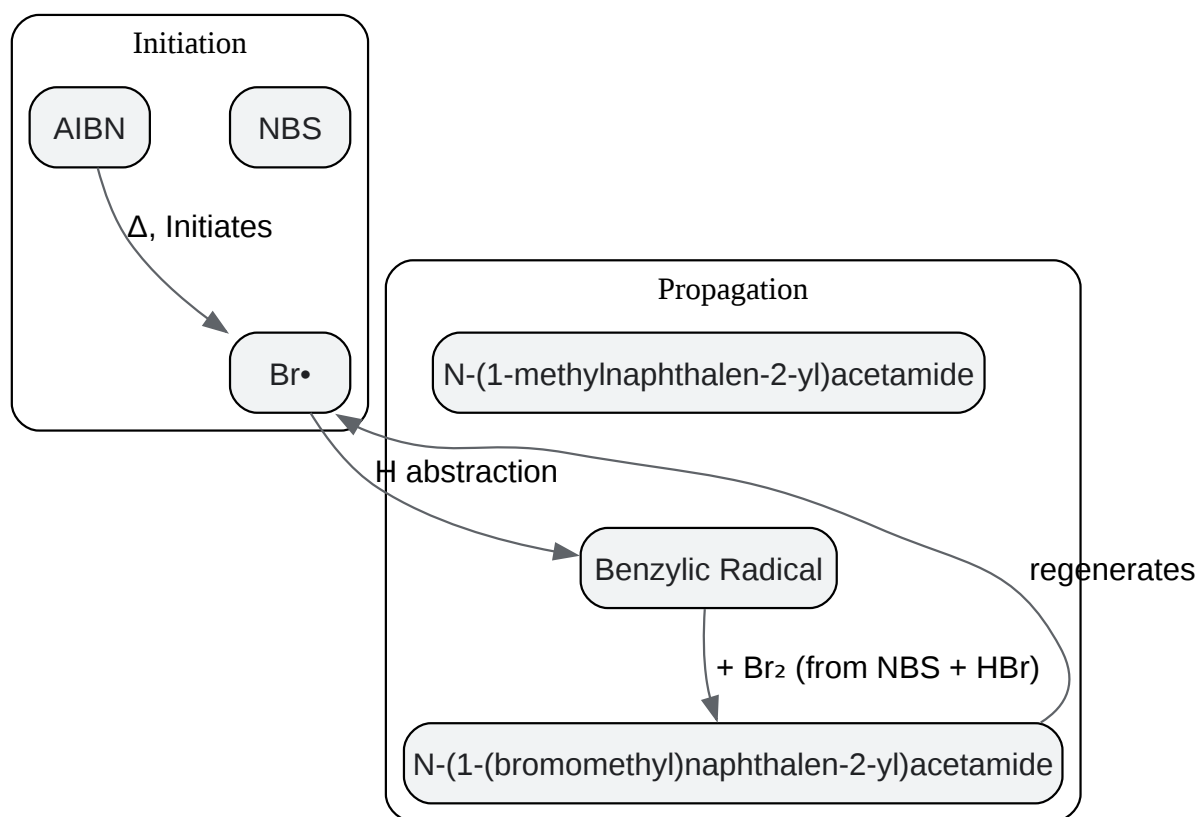 Initiation
AIBN
NBS
Δ, Initiates
Br•
Propagation
N-(1-methylnaphthalen-2-yl)acetamide
H abstraction
Benzylic Radical
regenerates
+ Br₂ (from NBS + HBr)
N-(1-(bromomethyl)naphthalen-2-yl)acetamide